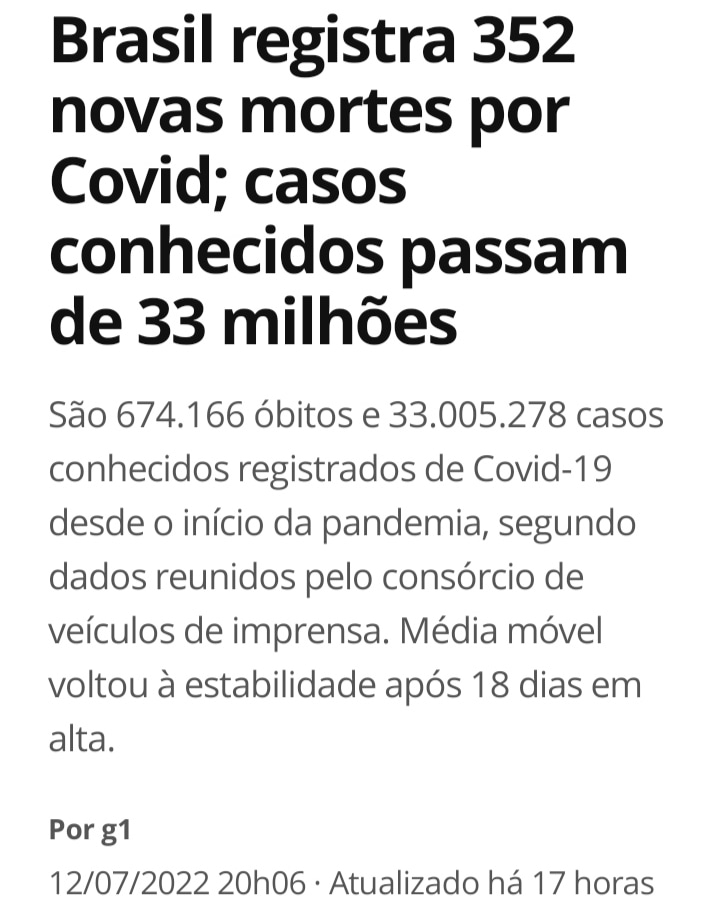 Brasil registra 352
novas mortes por
Covid; casos
conhecidos passam
de 33 milhões
São 674.166 óbitos e 33.005.278 casos
conhecidos registrados de Covid-19
desde o início da pandemia, segundo
dados reunidos pelo consórcio de
veículos de imprensa. Média móvel
voltou à estabilidade após 18 dias em
alta.
Por g1
12/07/2022 20h06 · Atualizado há 17 horas